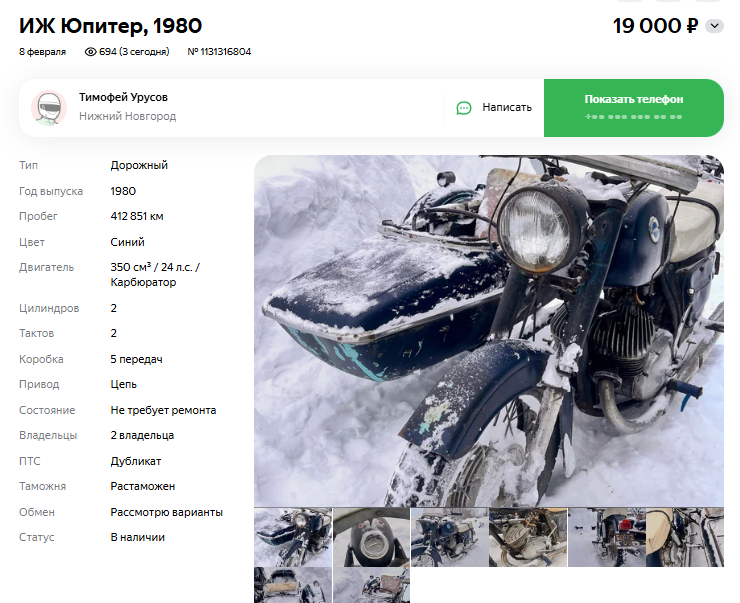 ИЖ Юпитер, 1980
19 000 ₽
8 февраля 694 (3 сегодня) № 1131316804
Тимофей Урусов
Нижний Новгород
Написать
Показать телефон
+•• ••• ••• •• ••
Тип Дорожный
Год выпуска 1980
Пробег 412 851 км
Цвет Синий
Двигатель 350 см³ / 24 л.с. /
Карбюратор
Цилиндров 2
Тактов 2
Коробка 5 передач
Привод Цепь
Состояние Не требует ремонта
Владельцы 2 владельца
ПТС Дубликат
Таможня Растаможен
Обмен Рассмотрю варианты
Статус В наличии